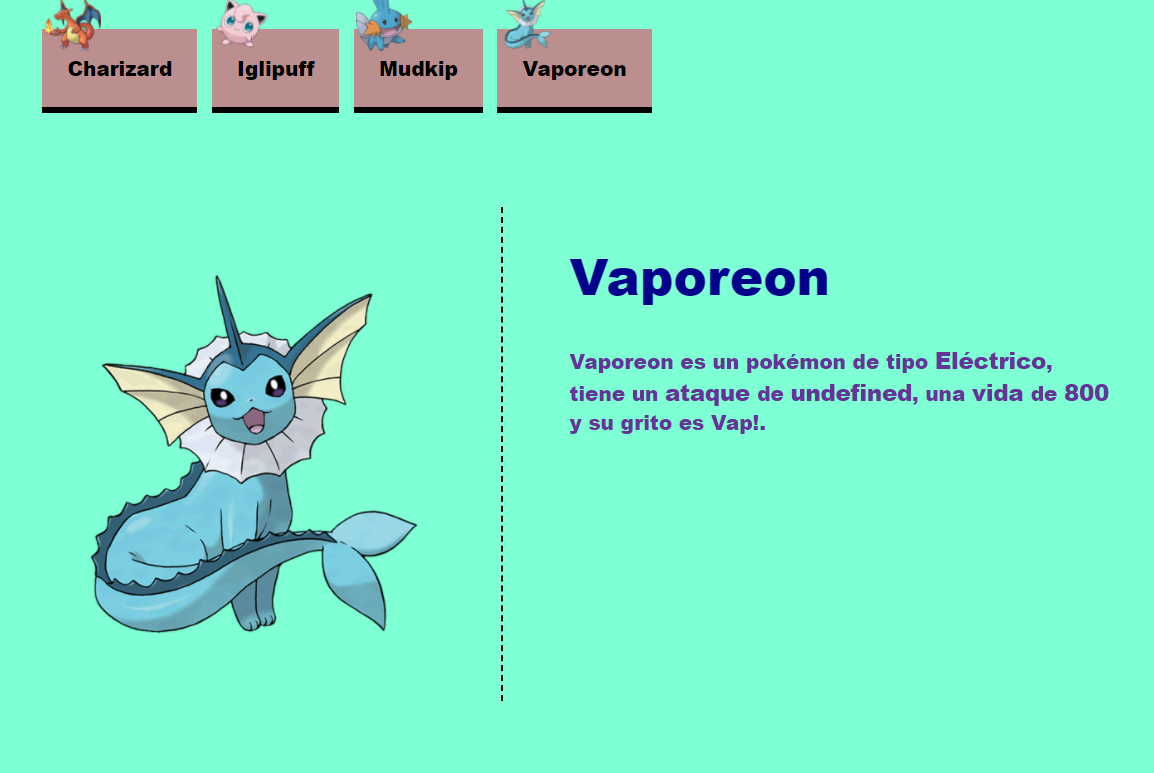 Charizard Iglipuff Mudkip Vaporeon
Vaporeon
Vaporeon es un pokémon de tipo Eléctrico,
tiene un ataque de undefined, una vida de 800
y su grito es Vap!.